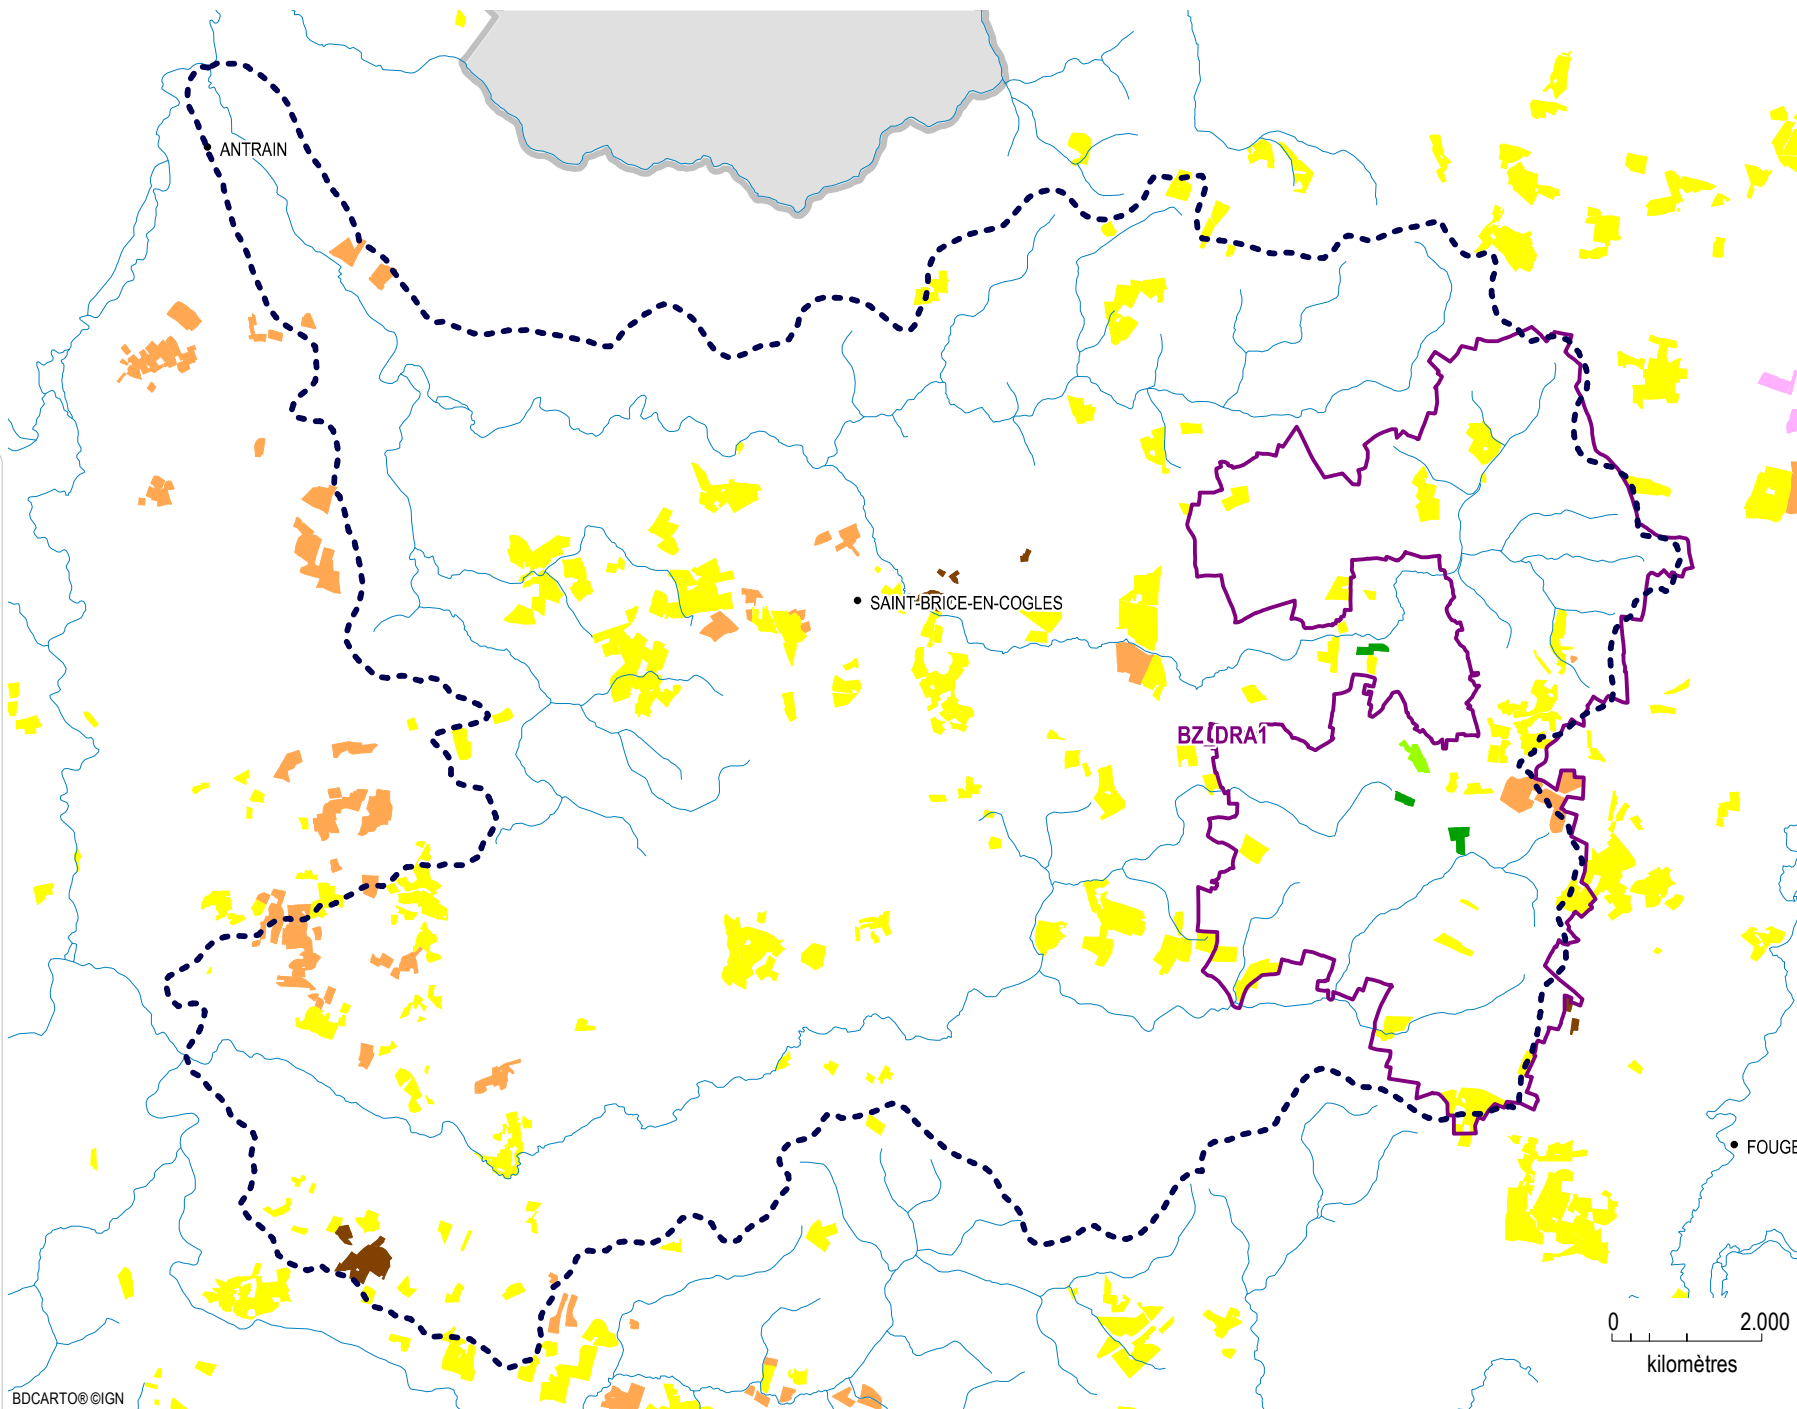 ANTRAIN
SAINT-BRICE-EN-COGLES
BZ_DRA1
FOUGE
0 2.000
kilomètres
BDCARTO® ©IGN